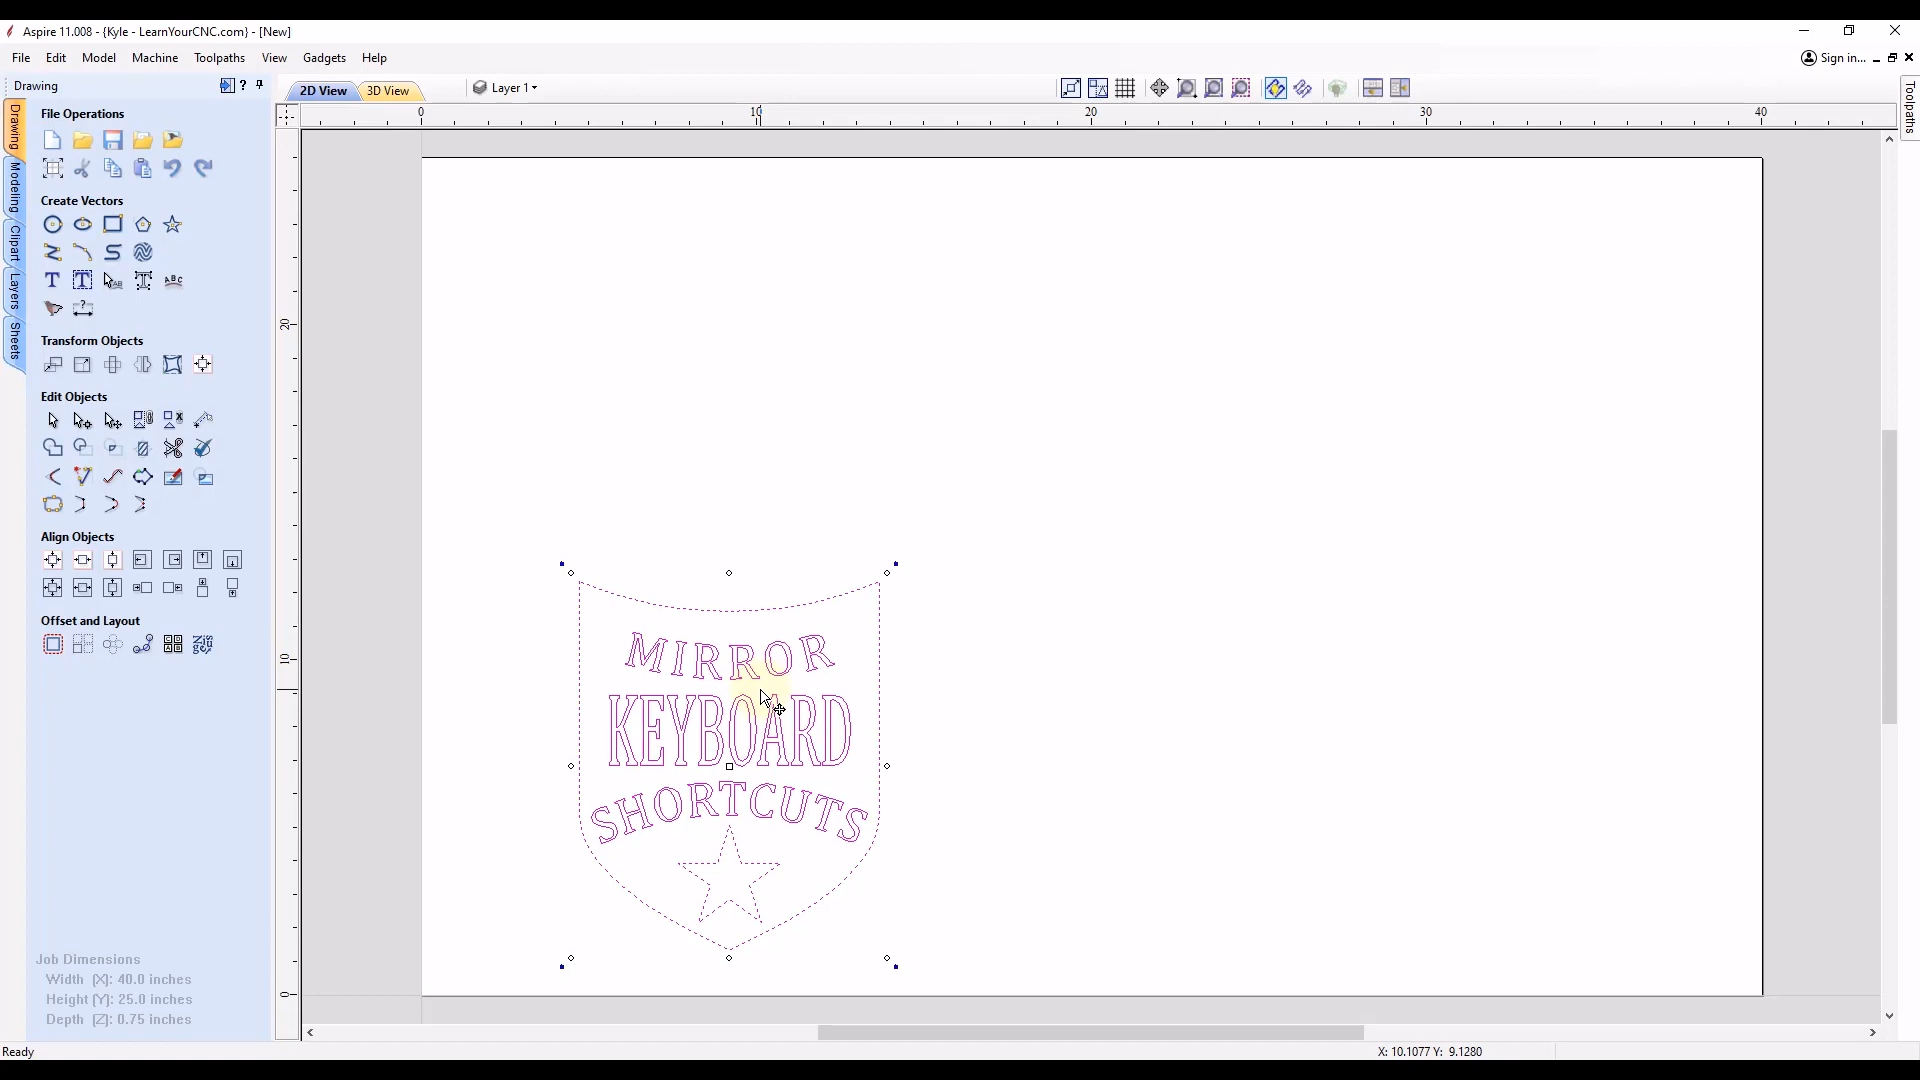 Aspire 11.008 - {Kyle - LearnYourCNC.com} - [New]
File Edit Model Machine Toolpaths View Gadgets Help
Sign in...
Drawing
2D View
3D View
Layer 1
Toolpaths
Drawing
Modeling
Clipart
Layers
Sheets
File Operations
Create Vectors
Transform Objects
Edit Objects
Align Objects
Offset and Layout
0 10 20 30 40
20
10
0
MIRROR
KEYBOARD
SHORTCUTS
Job Dimensions
Width (X): 40.0 inches
Height (Y): 25.0 inches
Depth (Z): 0.75 inches
Ready
X: 10.1077 Y: 9.1280